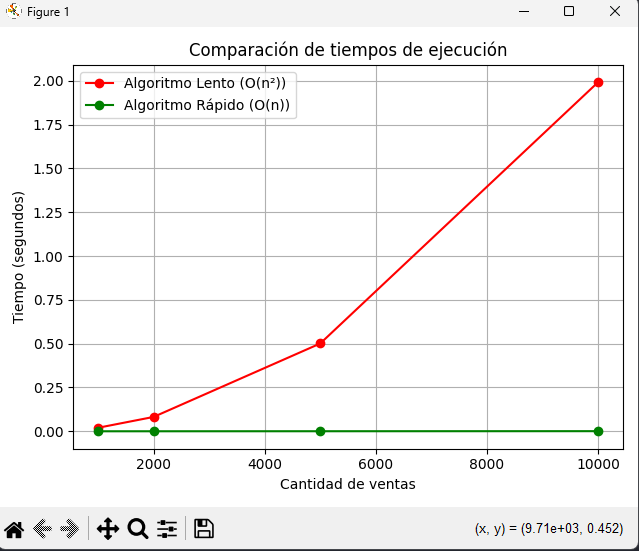 Figure 1
Comparación de tiempos de ejecución
Algoritmo Lento (O(n²))
Algoritmo Rápido (O(n))
Tiempo (segundos)
2.00
1.75
1.50
1.25
1.00
0.75
0.50
0.25
0.00
2000 4000 6000 8000 10000
Cantidad de ventas
(x, y) = (9.71e+03, 0.452)